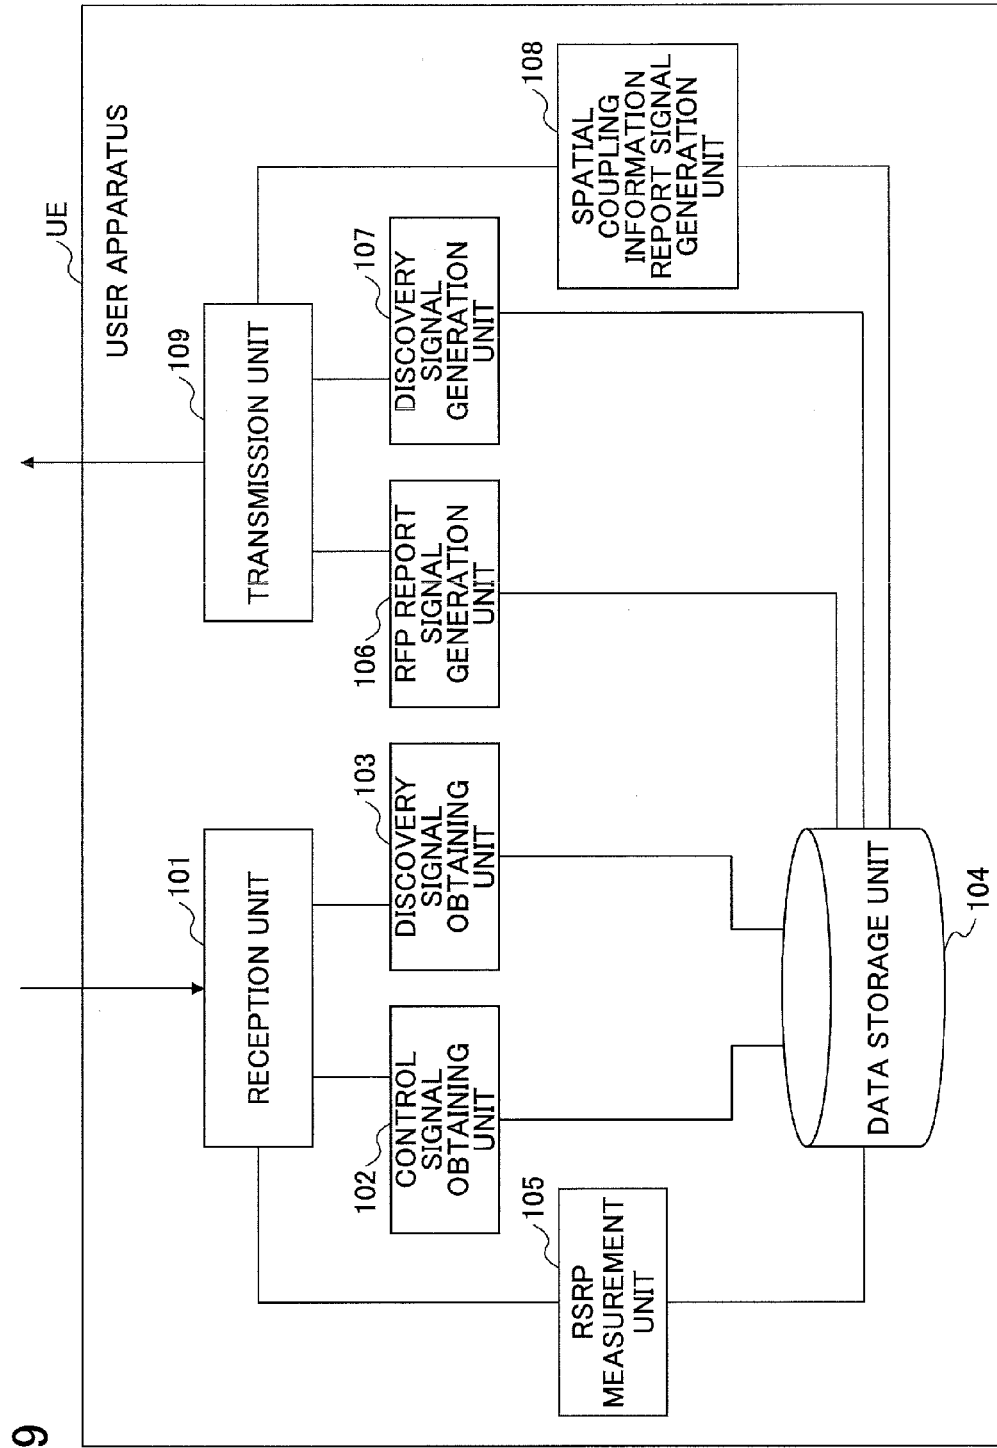 9
UE
USER APPARATUS
101
RECEPTION UNIT
109
TRANSMISSION UNIT
102
CONTROL
SIGNAL
OBTAINING
UNIT
103
DISCOVERY
SIGNAL
OBTAINING
UNIT
106
RFP REPORT
SIGNAL
GENERATION
UNIT
107
DISCOVERY
SIGNAL
GENERATION
UNIT
105
RSRP
MEASUREMENT
UNIT
108
SPATIAL
COUPLING
INFORMATION
REPORT SIGNAL
GENERATION
UNIT
DATA STORAGE UNIT
104